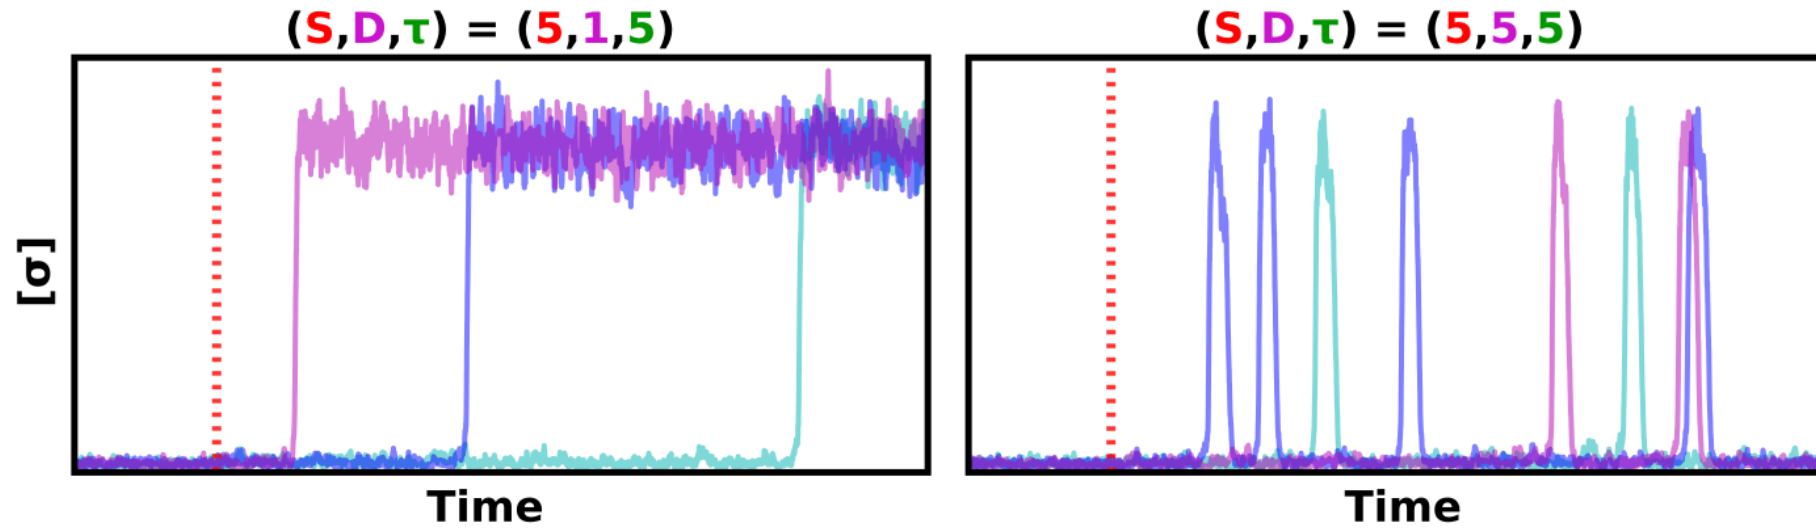 (S,D,τ) = (5,1,5)
(S,D,τ) = (5,5,5)
[σ]
Time
Time